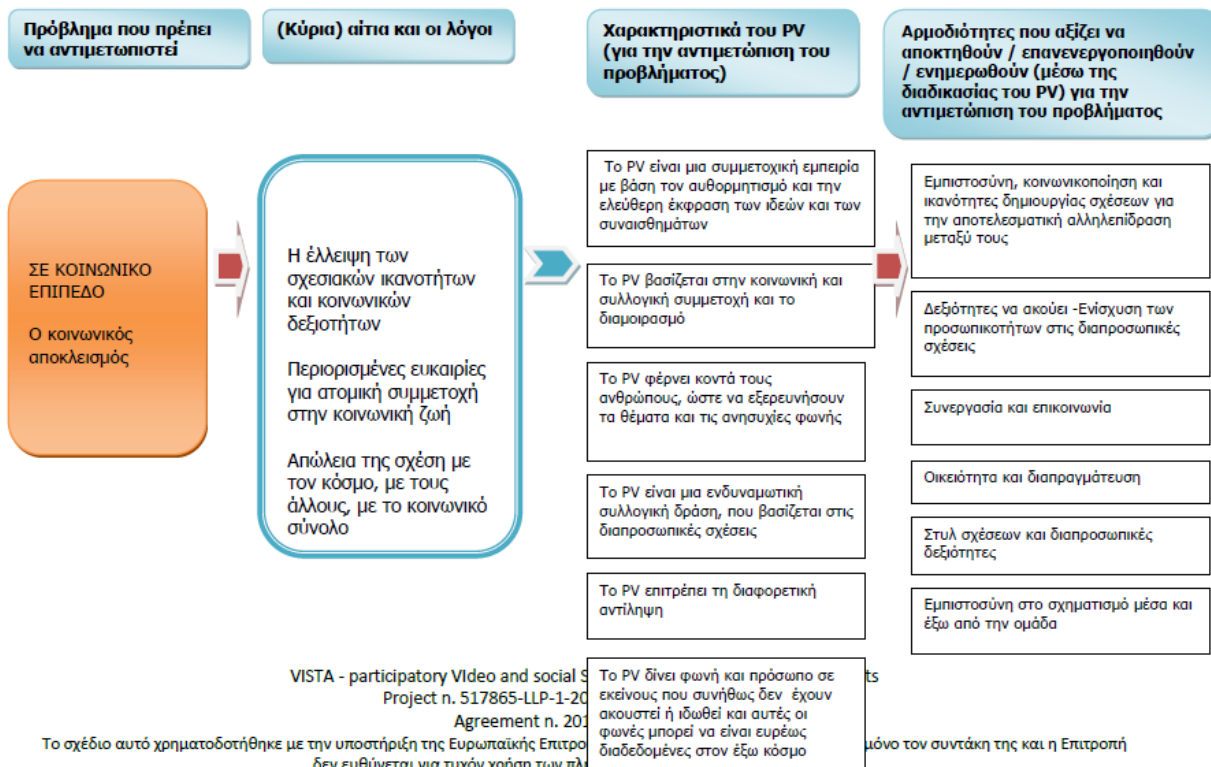 Πρόβλημα που πρέπει
να αντιμετωπιστεί
(Κύρια) αίτια και οι λόγοι
Χαρακτηριστικά του PV
(για την αντιμετώπιση του
προβλήματος)
Αρμοδιότητες που αξίζει να
αποκτηθούν / επανενεργοποιηθούν
/ ενημερωθούν (μέσω της
διαδικασίας του PV) για την
αντιμετώπιση του προβλήματος
ΣΕ ΚΟΙΝΩΝΙΚΟ
ΕΠΙΠΕΔΟ
Ο κοινωνικός
αποκλεισμός
Η έλλειψη των
σχεσιακών ικανοτήτων
και κοινωνικών
δεξιοτήτων
Περιορισμένες ευκαιρίες
για ατομική συμμετοχή
στην κοινωνική ζωή
Απώλεια της σχέση με
τον κόσμο, με τους
άλλους, με το κοινωνικό
σύνολο
Το PV είναι μια συμμετοχική εμπειρία
με βάση τον αυθορμητισμό και την
ελεύθερη έκφραση των ιδεών και των
συναισθημάτων
Το PV βασίζεται στην κοινωνική και
συλλογική συμμετοχή και το
διαμοιρασμό
Το PV φέρνει κοντά τους
ανθρώπους, ώστε να εξερευνήσουν
τα θέματα και τις ανησυχίες φωνής
Το PV είναι μια ενδυναμωτική
συλλογική δράση, που βασίζεται στις
διαπροσωπικές σχέσεις
Το PV επιτρέπει τη διαφορετική
αντίληψη
Το PV δίνει φωνή και πρόσωπο σε
εκείνους που συνήθως δεν έχουν
ακουστεί ή ιδωθεί και αυτές οι
φωνές μπορεί να είναι ευρέως
διαδεδομένες στον έξω κόσμο
Εμπιστοσύνη, κοινωνικοποίηση και
ικανότητες δημιουργίας σχέσεων για
την αποτελεσματική αλληλεπίδραση
μεταξύ τους
Δεξιότητες να ακούει -Ενίσχυση των
προσωπικοτήτων στις διαπροσωπικές
σχέσεις
Συνεργασία και επικοινωνία
Οικειότητα και διαπραγμάτευση
Στυλ σχέσεων και διαπροσωπικές
δεξιότητες
Εμπιστοσύνη στο σχηματισμό μέσα και
έξω από την ομάδα
VISTA - participatory VIdeo and social
Project n. 517865-LLP-1-20
Agreement n. 201
Το σχέδιο αυτό χρηματοδοτήθηκε με την υποστήριξη της Ευρωπαϊκής Επιτρο μόνο τον συντάκη της και η Επιτροπή
δεν ευθύνεται για τυχόν χρήση των